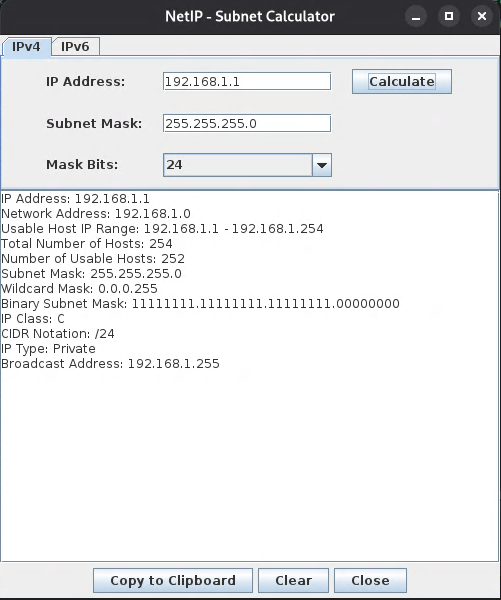 NetIP - Subnet Calculator
IPv4 IPv6
IP Address: 192.168.1.1 Calculate
Subnet Mask: 255.255.255.0
Mask Bits: 24
IP Address: 192.168.1.1
Network Address: 192.168.1.0
Usable Host IP Range: 192.168.1.1 - 192.168.1.254
Total Number of Hosts: 254
Number of Usable Hosts: 252
Subnet Mask: 255.255.255.0
Wildcard Mask: 0.0.0.255
Binary Subnet Mask: 11111111.11111111.11111111.00000000
IP Class: C
CIDR Notation: /24
IP Type: Private
Broadcast Address: 192.168.1.255
Copy to Clipboard Clear Close